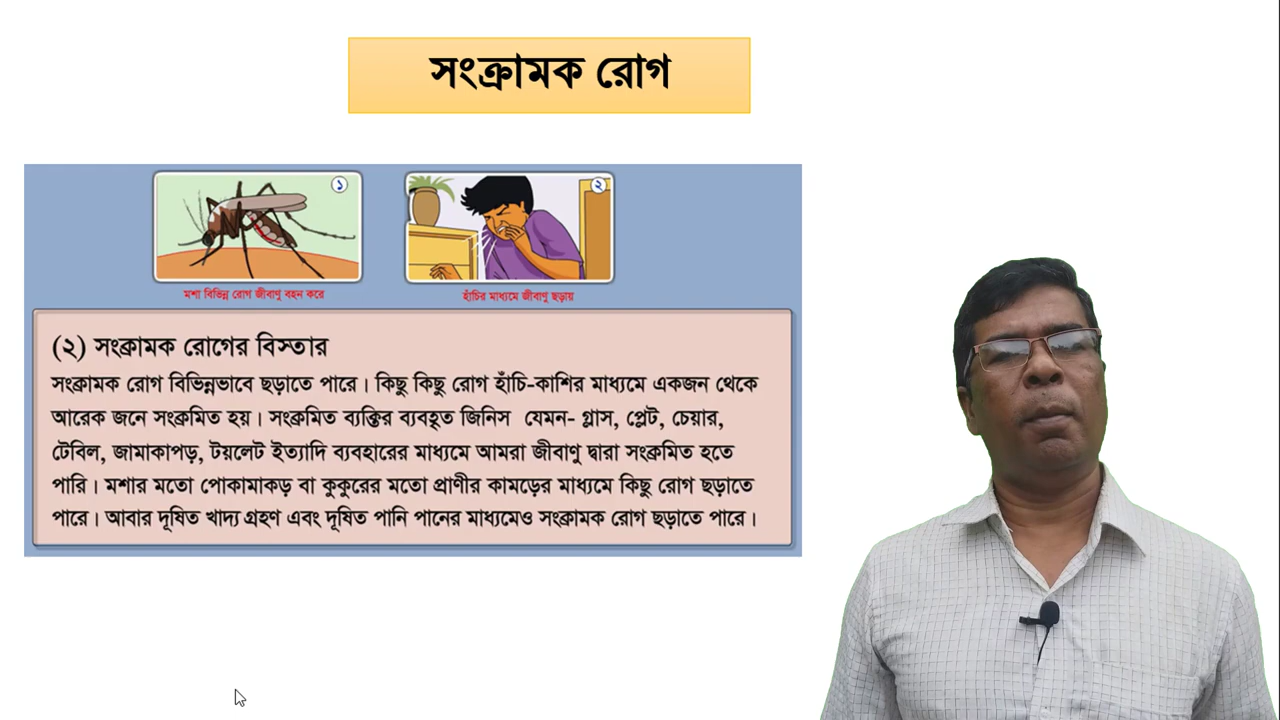 সংক্রামক রোগ
১
২
মশা বিভিন্ন রোগ জীবাণু বহন করে
হাঁচির মাধ্যমে জীবাণু ছড়ায়
(২) সংক্রামক রোগের বিস্তার
সংক্রামক রোগ বিভিন্নভাবে ছড়াতে পারে। কিছু কিছু রোগ হাঁচি-কাশির মাধ্যমে একজন থেকে
আরেক জনে সংক্রমিত হয়। সংক্রমিত ব্যক্তির ব্যবহৃত জিনিস যেমন- গ্লাস, প্লেট, চেয়ার,
টেবিল, জামাকাপড়, টয়লেট ইত্যাদি ব্যবহারের মাধ্যমে আমরা জীবাণু দ্বারা সংক্রমিত হতে
পারি। মশার মতো পোকামাকড় বা কুকুরের মতো প্রাণীর কামড়ের মাধ্যমে কিছু রোগ ছড়াতে
পারে। আবার দূষিত খাদ্য গ্রহণ এবং দূষিত পানি পানের মাধ্যমেও সংক্রামক রোগ ছড়াতে পারে।